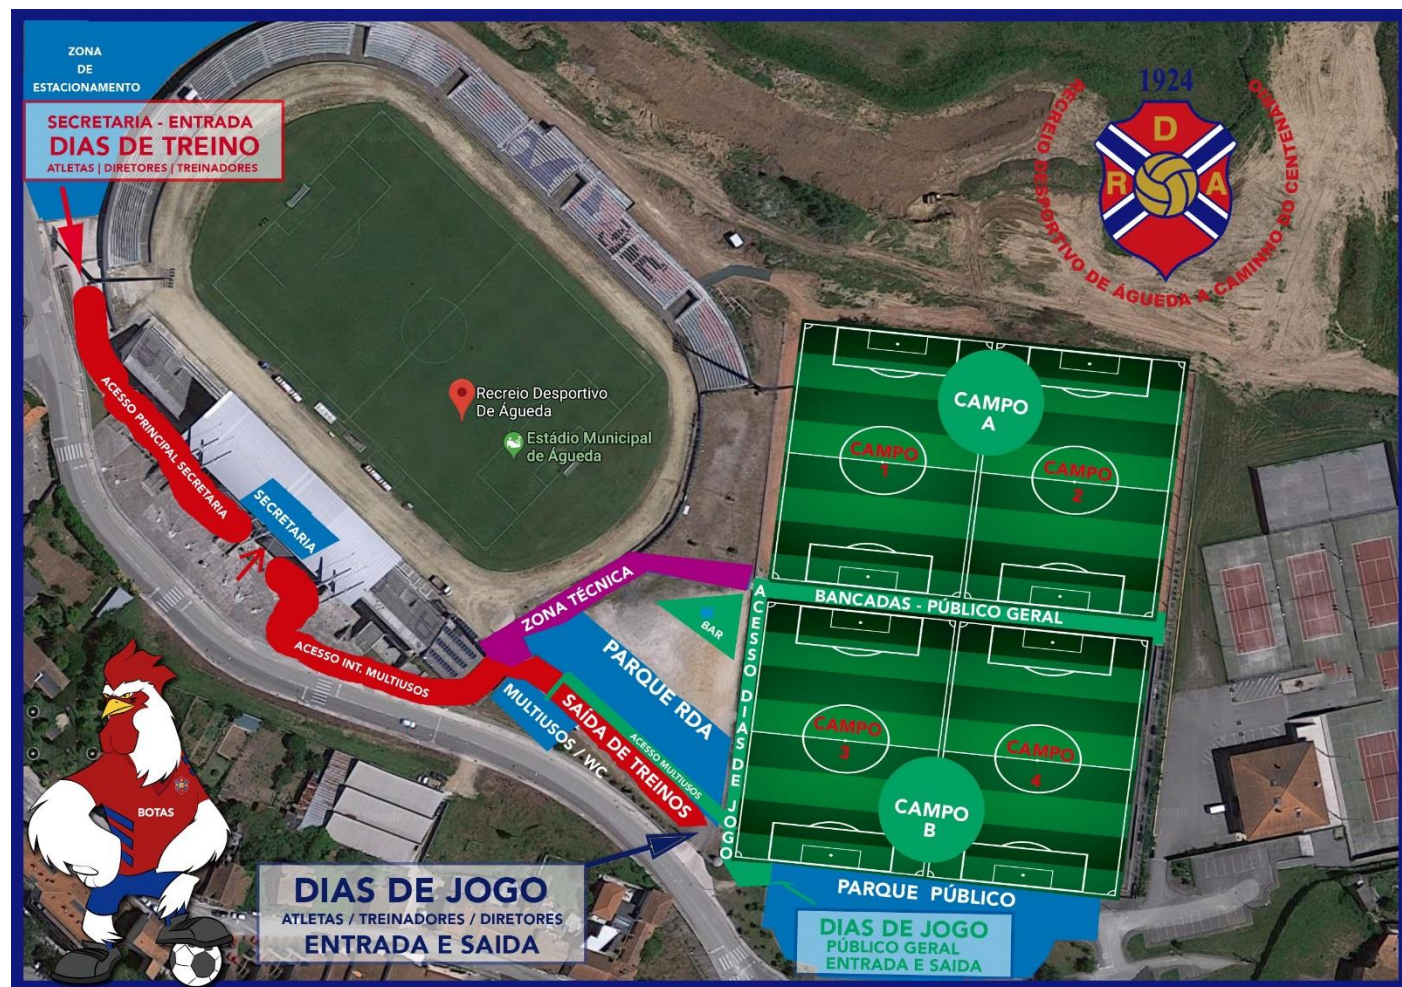 ZONA
DE
ESTACIONAMENTO
SECRETARIA - ENTRADA
DIAS DE TREINO
ATLETAS | DIRETORES | TREINADORES
1924
R D A
RECREIO DESPORTIVO DE ÁGUEDA A CAMINHO DO CENTENÁRIO
ACESSO PRINCIPAL SECRETARIA
SECRETARIA
Recreio Desportivo
De Águeda
Estádio Municipal
de Águeda
CAMPO
A
CAMPO
1
CAMPO
2
ZONA TÉCNICA
BAR
BANCADAS - PÚBLICO GERAL
ACESSO DIAS DE JOGO
ACESSO INT. MULTIUSOS
PARQUE RDA
MULTIUSOS / WC
SAÍDA DE TREINOS
ACESSO MULTIUSOS
CAMPO
3
CAMPO
4
CAMPO
B
BOTAS
DIAS DE JOGO
ATLETAS / TREINADORES / DIRETORES
ENTRADA E SAIDA
PARQUE PÚBLICO
DIAS DE JOGO
PÚBLICO GERAL
ENTRADA E SAIDA